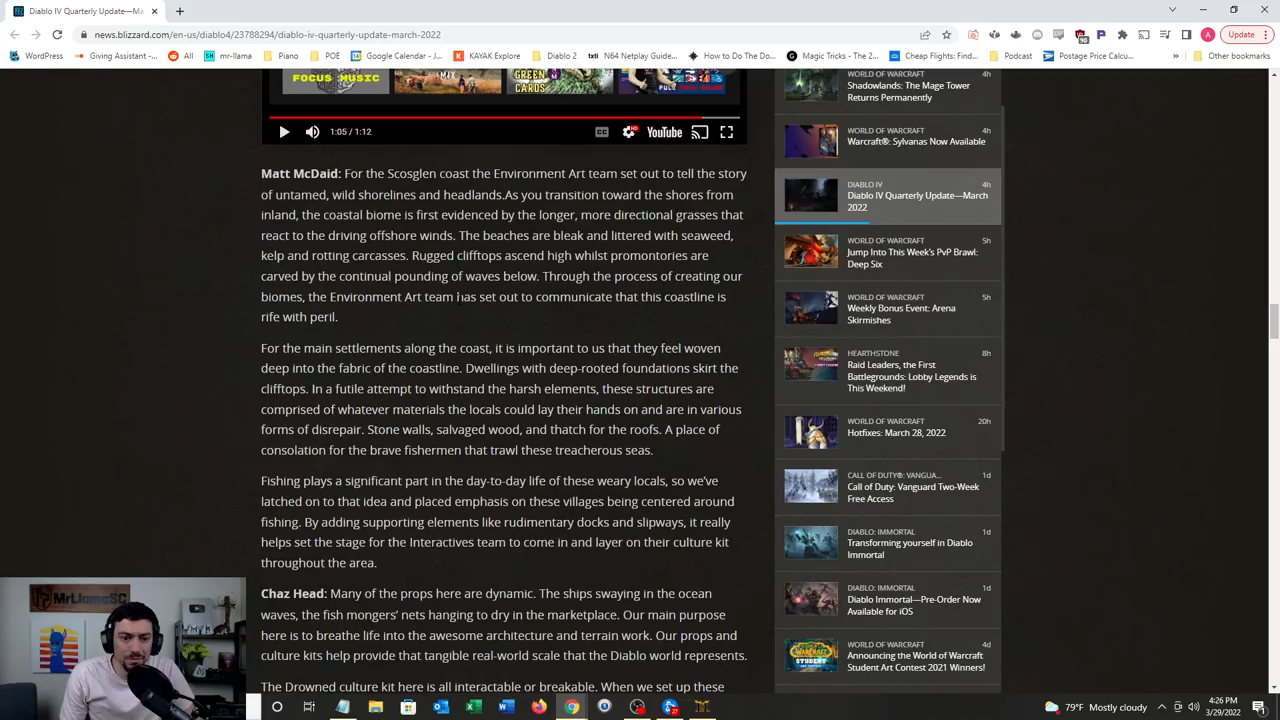 Diablo IV Quarterly Update—Ma
news.blizzard.com/en-us/diablo4/23788294/diablo-iv-quarterly-update-march-2022
Update
WordPress
Giving Assistant -...
All
mr-llama
Piano
POE
Google Calendar - J...
KAYAK Explore
Diablo 2
N64 Netplay Guide...
How to Do The Do...
Magic Tricks - The 2...
Cheap Flights: Find...
Podcast
Postage Price Calcu...
Other bookmarks
FOCUS MUSIC
MIX
GREEN CARDS
1:05 / 1:12
CC
HD
YouTube
Matt McDaid: For the Scosglen coast the Environment Art team set out to tell the story
of untamed, wild shorelines and headlands.As you transition toward the shores from
inland, the coastal biome is first evidenced by the longer, more directional grasses that
react to the driving offshore winds. The beaches are bleak and littered with seaweed,
kelp and rotting carcasses. Rugged clifftops ascend high whilst promontories are
carved by the continual pounding of waves below. Through the process of creating our
biomes, the Environment Art team has set out to communicate that this coastline is
rife with peril.
For the main settlements along the coast, it is important to us that they feel woven
deep into the fabric of the coastline. Dwellings with deep-rooted foundations skirt the
clifftops. In a futile attempt to withstand the harsh elements, these structures are
comprised of whatever materials the locals could lay their hands on and are in various
forms of disrepair. Stone walls, salvaged wood, and thatch for the roofs. A place of
consolation for the brave fishermen that trawl these treacherous seas.
Fishing plays a significant part in the day-to-day life of these weary locals, so we've
latched on to that idea and placed emphasis on these villages being centered around
fishing. By adding supporting elements like rudimentary docks and slipways, it really
helps set the stage for the Interactives team to come in and layer on their culture kit
throughout the area.
Chaz Head: Many of the props here are dynamic. The ships swaying in the ocean
waves, the fish mongers' nets hanging to dry in the marketplace. Our main purpose
here is to breathe life into the awesome architecture and terrain work. Our props and
culture kits help provide that tangible real-world scale that the Diablo world represents.
The Drowned culture kit here is all interactable or breakable. When we set up these
WORLD OF WARCRAFT 4h
Shadowlands: The Mage Tower
Returns Permanently
WORLD OF WARCRAFT 4h
Warcraft®: Sylvanas Now Available
DIABLO IV 4h
Diablo IV Quarterly Update—March
2022
WORLD OF WARCRAFT 5h
Jump Into This Week's PvP Brawl:
Deep Six
WORLD OF WARCRAFT 5h
Weekly Bonus Event: Arena
Skirmishes
HEARTHSTONE 8h
Raid Leaders, the First
Battlegrounds: Lobby Legends is
This Weekend!
WORLD OF WARCRAFT 20h
Hotfixes: March 28, 2022
CALL OF DUTY®: VANGUA... 1d
Call of Duty: Vanguard Two-Week
Free Access
DIABLO: IMMORTAL 1d
Transforming yourself in Diablo
Immortal
DIABLO: IMMORTAL 1d
Diablo Immortal—Pre-Order Now
Available for iOS
WORLD OF WARCRAFT 4d
Announcing the World of Warcraft
Student Art Contest 2021 Winners!
MrLlamaSC
79°F Mostly cloudy
4:26 PM
3/29/2022